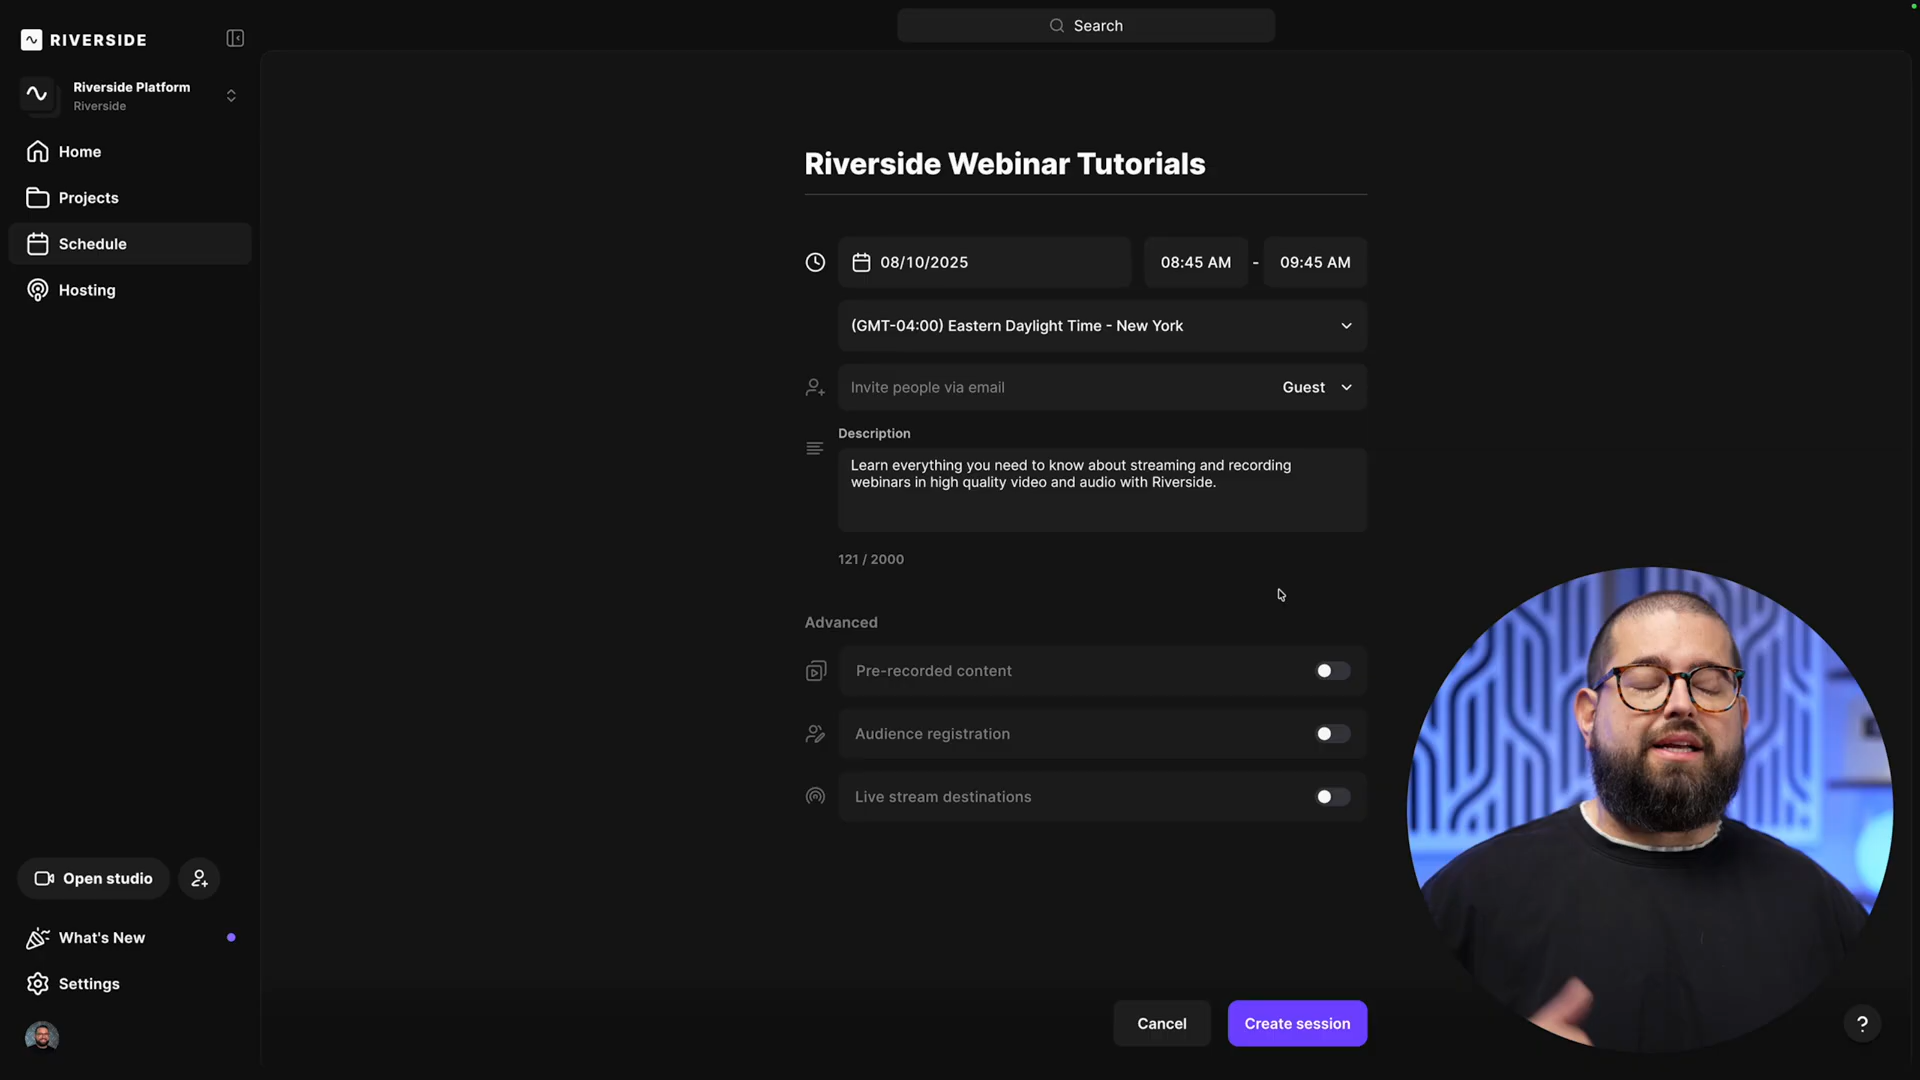 Search
RIVERSIDE
Riverside Platform
Riverside
Home
Projects
Schedule
Hosting
Riverside Webinar Tutorials
08/10/2025
08:45 AM - 09:45 AM
(GMT-04:00) Eastern Daylight Time - New York
Invite people via email
Guest
Description
Learn everything you need to know about streaming and recording
webinars in high quality video and audio with Riverside.
121 / 2000
Advanced
Pre-recorded content
Audience registration
Live stream destinations
Open studio
What's New
Settings
Cancel
Create session
?